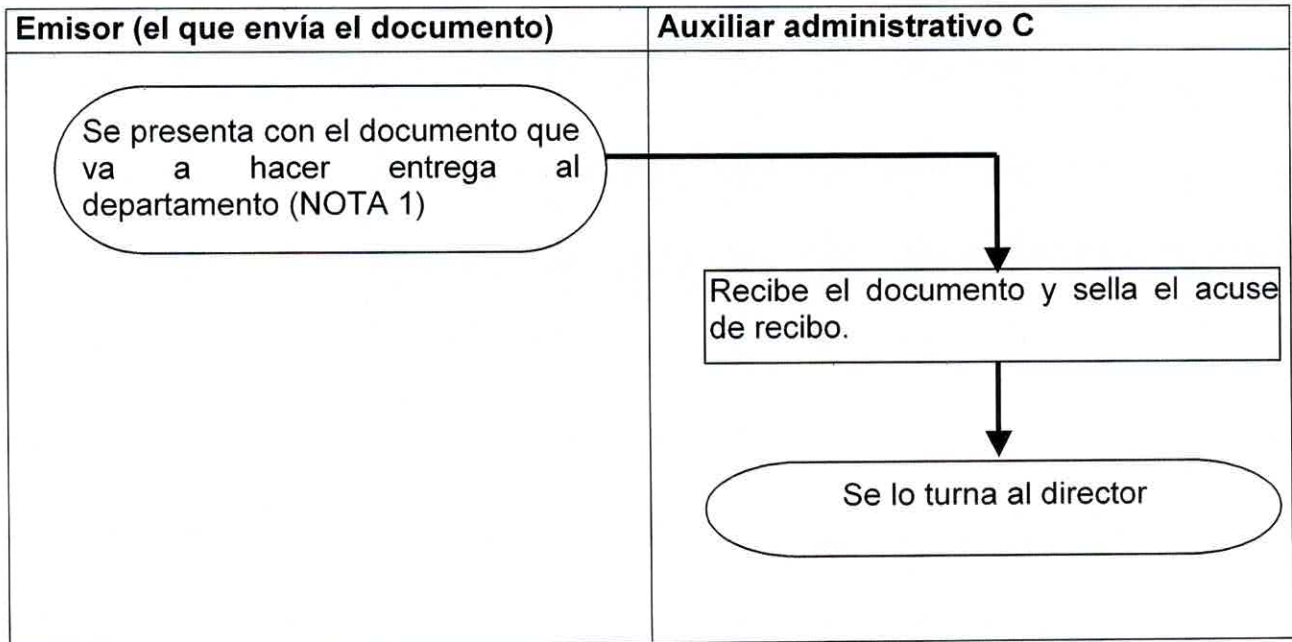 Emisor (el que envía el documento)
Auxiliar administrativo C
Se presenta con el documento que
va a hacer entrega al
departamento (NOTA 1)
Recibe el documento y sella el acuse
de recibo.
Se lo turna al director